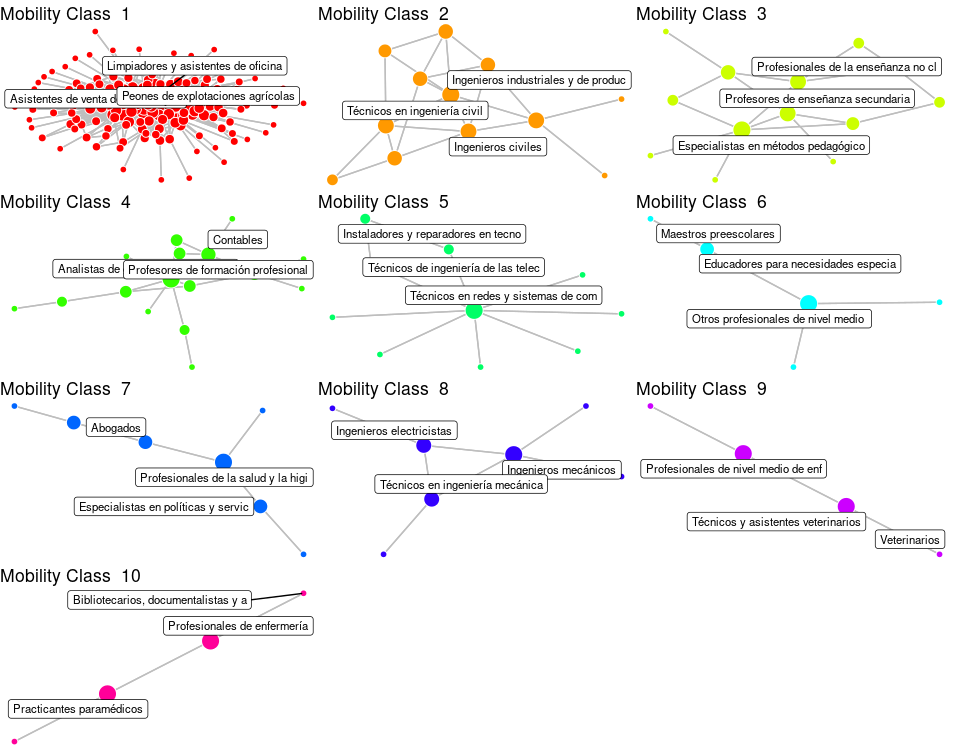 Mobility Class 1
Limpiadores y asistentes de oficina
Asistentes de venta d
Peones de explotaciones agrícolas
Mobility Class 2
Ingenieros industriales y de produc
Técnicos en ingeniería civil
Ingenieros civiles
Mobility Class 3
Profesionales de la enseñanza no cl
Profesores de enseñanza secundaria
Especialistas en métodos pedagógico
Mobility Class 4
Contables
Analistas de
Profesores de formación profesional
Mobility Class 5
Instaladores y reparadores en tecno
Técnicos de ingeniería de las telec
Técnicos en redes y sistemas de com
Mobility Class 6
Maestros preescolares
Educadores para necesidades especia
Otros profesionales de nivel medio
Mobility Class 7
Abogados
Profesionales de la salud y la higi
Especialistas en políticas y servic
Mobility Class 8
Ingenieros electricistas
Ingenieros mecánicos
Técnicos en ingeniería mecánica
Mobility Class 9
Profesionales de nivel medio de enf
Técnicos y asistentes veterinarios
Veterinarios
Mobility Class 10
Bibliotecarios, documentalistas y a
Profesionales de enfermería
Practicantes paramédicos